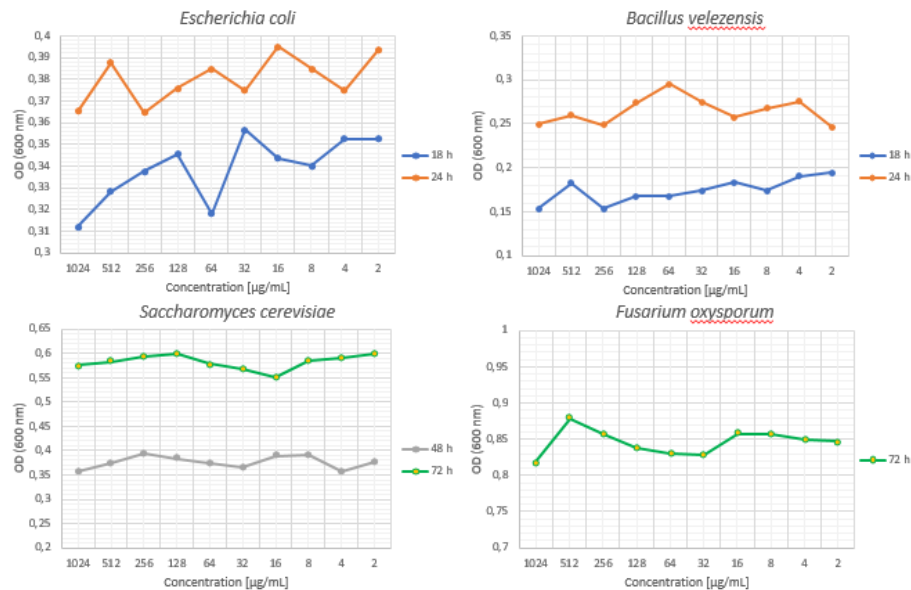 Escherichia coli
0,4
0,39
0,38
0,37
0,36
0,35
0,34
0,33
0,32
0,31
0,3
OD (600 nm)
1024 512 256 128 64 32 16 8 4 2
Concentration [µg/mL]
18 h
24 h
Bacillus velezensis
0,35
0,3
0,25
0,2
0,15
0,1
OD (600 nm)
1024 512 256 128 64 32 16 8 4 2
Concentration [µg/mL]
18 h
24 h
Saccharomyces cerevisiae
0,65
0,6
0,55
0,5
0,45
0,4
0,35
0,3
0,25
0,2
OD (600 nm)
1024 512 256 128 64 32 16 8 4 2
Concentration [µg/mL]
48 h
72 h
Fusarium oxysporum
1
0,95
0,9
0,85
0,8
0,75
0,7
OD (600 nm)
1024 512 256 128 64 32 16 8 4 2
Concentration [µg/mL]
72 h